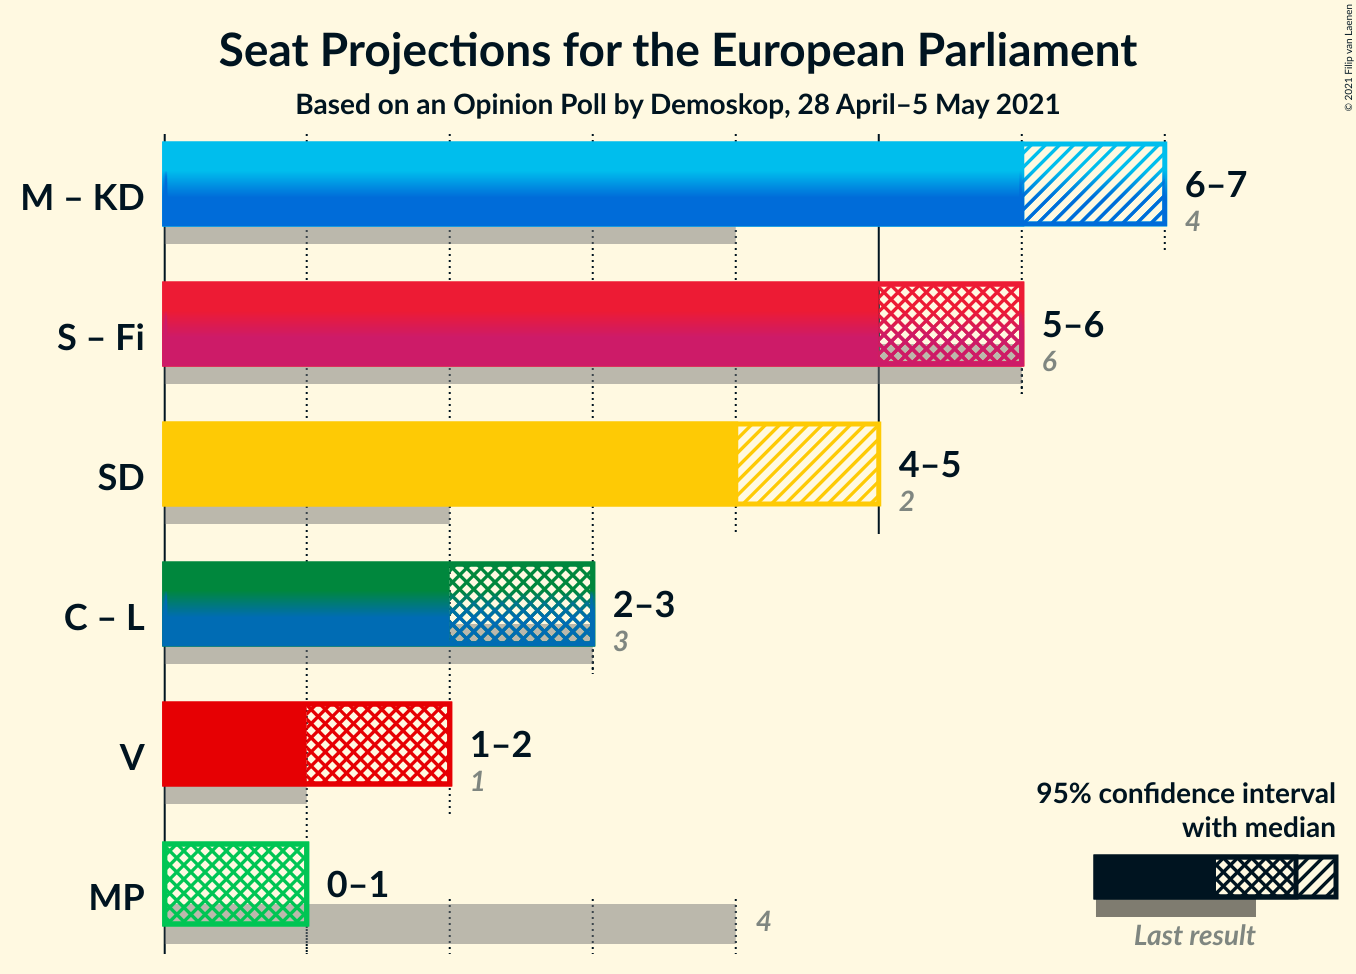 Seat Projections for the European Parliament
Based on an Opinion Poll by Demoskop, 28 April–5 May 2021
© 2021 Filip van Laenen
M – KD
6–7
4
S – Fi
5–6
6
SD
4–5
2
C – L
2–3
3
V
1–2
1
MP
0–1
4
95% confidence interval
with median
Last result